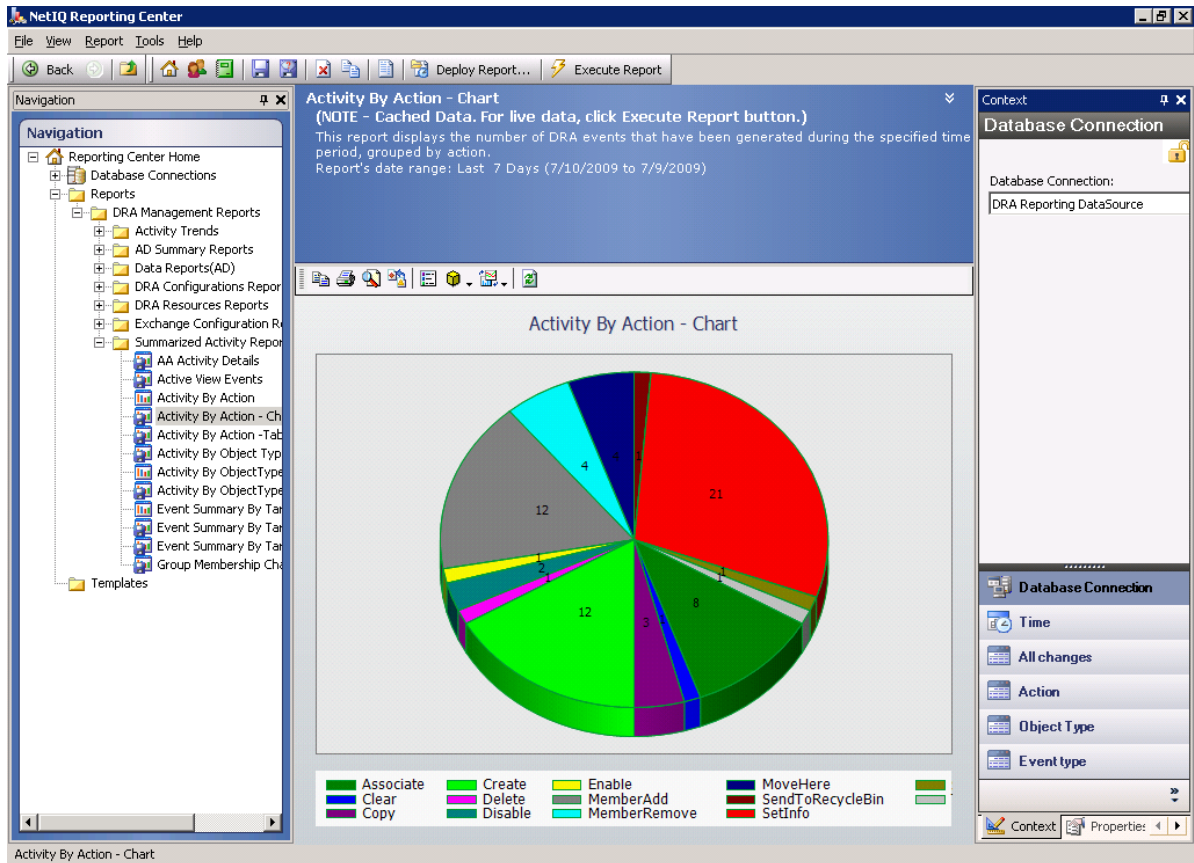 NetIQ Reporting Center
File View Report Tools Help
Back Deploy Report... Execute Report
Navigation
Navigation
Reporting Center Home
Database Connections
Reports
DRA Management Reports
Activity Trends
AD Summary Reports
Data Reports(AD)
DRA Configurations Repor
DRA Resources Reports
Exchange Configuration R
Summarized Activity Repor
AA Activity Details
Active View Events
Activity By Action
Activity By Action - Ch
Activity By Action -Tab
Activity By Object Typ
Activity By ObjectType
Activity By ObjectType
Event Summary By Tar
Event Summary By Tar
Event Summary By Tar
Group Membership Cha
Templates
Activity By Action - Chart
(NOTE - Cached Data. For live data, click Execute Report button.)
This report displays the number of DRA events that have been generated during the specified time
period, grouped by action.
Report's date range: Last 7 Days (7/10/2009 to 7/9/2009)
Activity By Action - Chart
4
4
1
21
12
1
2
1
1
1
12
3
8
Associate Create Enable MoveHere
Clear Delete MemberAdd SendToRecycleBin
Copy Disable MemberRemove SetInfo
Context
Database Connection
Database Connection:
DRA Reporting DataSource
Database Connection
Time
All changes
Action
Object Type
Event type
Context Properties
Activity By Action - Chart